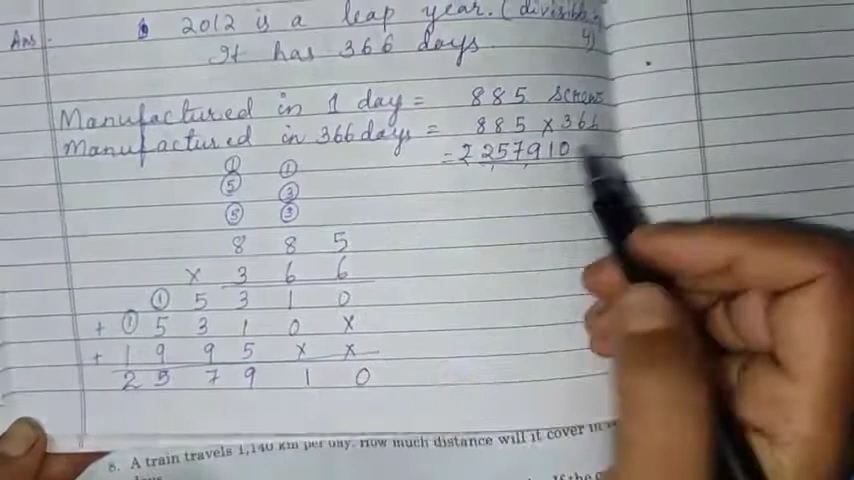 Ans. 2012 is a leap year. (divisible
4)
It has 366 days
Manufactured in 1 day = 885 screws
Manufactured in 366 days = 885 x 366
= 2257910
1 1
5 3
5 3
8 8 5
x 3 6 6
1 5 3 1 0
+ 1 5 3 1 0 x
+ 1 9 9 5 x x
2 5 7 9 1 0
8. A train travels 1,140 km per day. How much distance will it cover in